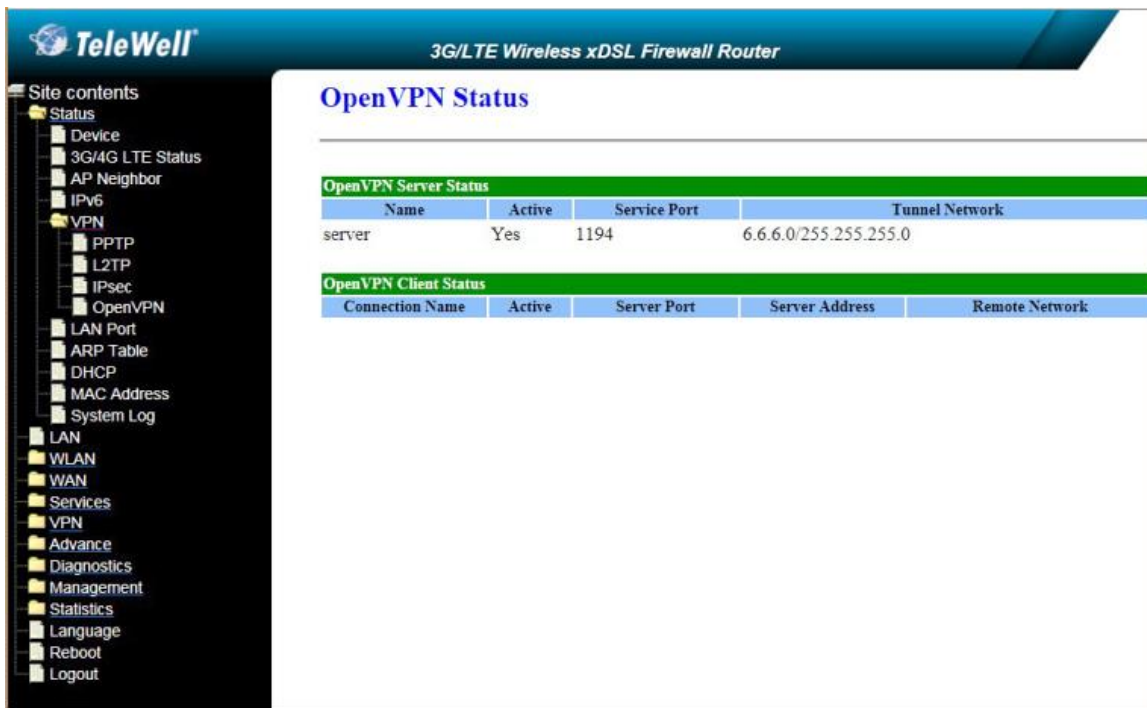 TeleWell
3G/LTE Wireless xDSL Firewall Router
Site contents
Status
Device
3G/4G LTE Status
AP Neighbor
IPv6
VPN
PPTP
L2TP
IPsec
OpenVPN
LAN Port
ARP Table
DHCP
MAC Address
System Log
LAN
WLAN
WAN
Services
VPN
Advance
Diagnostics
Management
Statistics
Language
Reboot
Logout
OpenVPN Status
OpenVPN Server Status
Name Active Service Port Tunnel Network
server Yes 1194 6.6.6.0/255.255.255.0
OpenVPN Client Status
Connection Name Active Server Port Server Address Remote Network